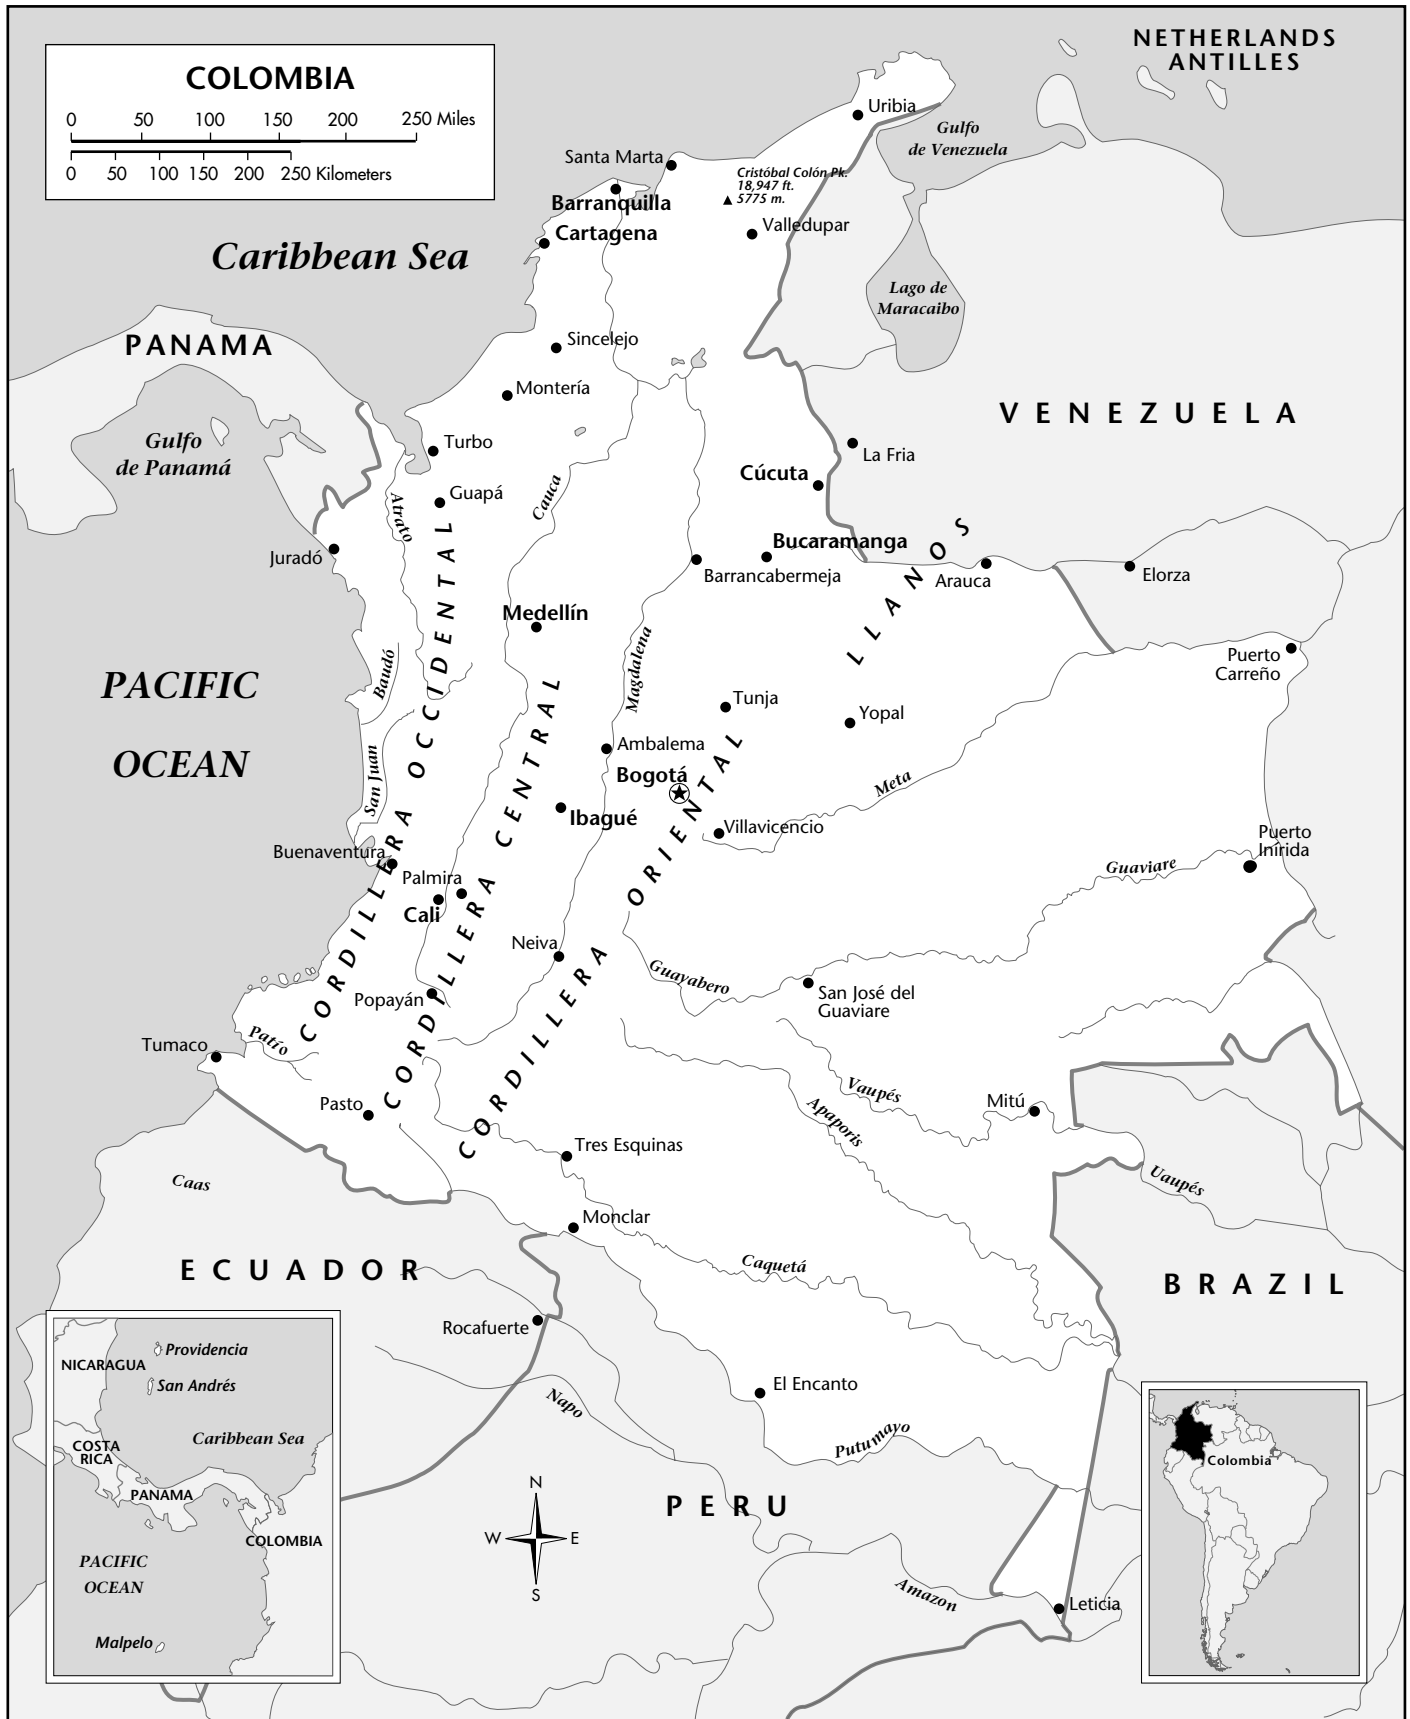 COLOMBIA
0 50 100 150 200 250 Miles
0 50 100 150 200 250 Kilometers
NETHERLANDS
ANTILLES
Uribia
Gulfo
de Venezuela
Santa Marta
Cristóbal Colón Pk.
18,947 ft.
5775 m.
Barranquilla
Cartagena
Valledupar
Caribbean Sea
Lago de
Maracaibo
PANAMA
Sincelejo
Montería
VENEZUELA
Gulfo
de Panamá
Turbo
La Fria
Cúcuta
Guapá
Atrato
Cauca
LLANOS
Juradó
Bucaramanga
Barrancabermeja
Arauca
Elorza
Medellín
Magdalena
Baudó
Puerto
Carreño
PACIFIC
OCEAN
CORDILLERA OCCIDENTAL
CORDILLERA CENTRAL
CORDILLERA ORIENTAL
Tunja
Yopal
Ambalema
Bogotá
San Juan
Meta
Ibagué
Villavicencio
Buenaventura
Palmira
Cali
Puerto
Inírida
Guaviare
Neiva
Guayabero
Popayán
San José del
Guaviare
Patío
Tumaco
Pasto
Vaupés
Apaporis
Mitú
Tres Esquinas
Caas
Uaupés
Monclar
ECUADOR
Caquetá
BRAZIL
Rocafuerte
El Encanto
Napo
Putumayo
PERU
N
W E
S
Amazon
Leticia
NICARAGUA
Providencia
San Andrés
Caribbean Sea
COSTA
RICA
PANAMA
COLOMBIA
PACIFIC
OCEAN
Malpelo
Colombia